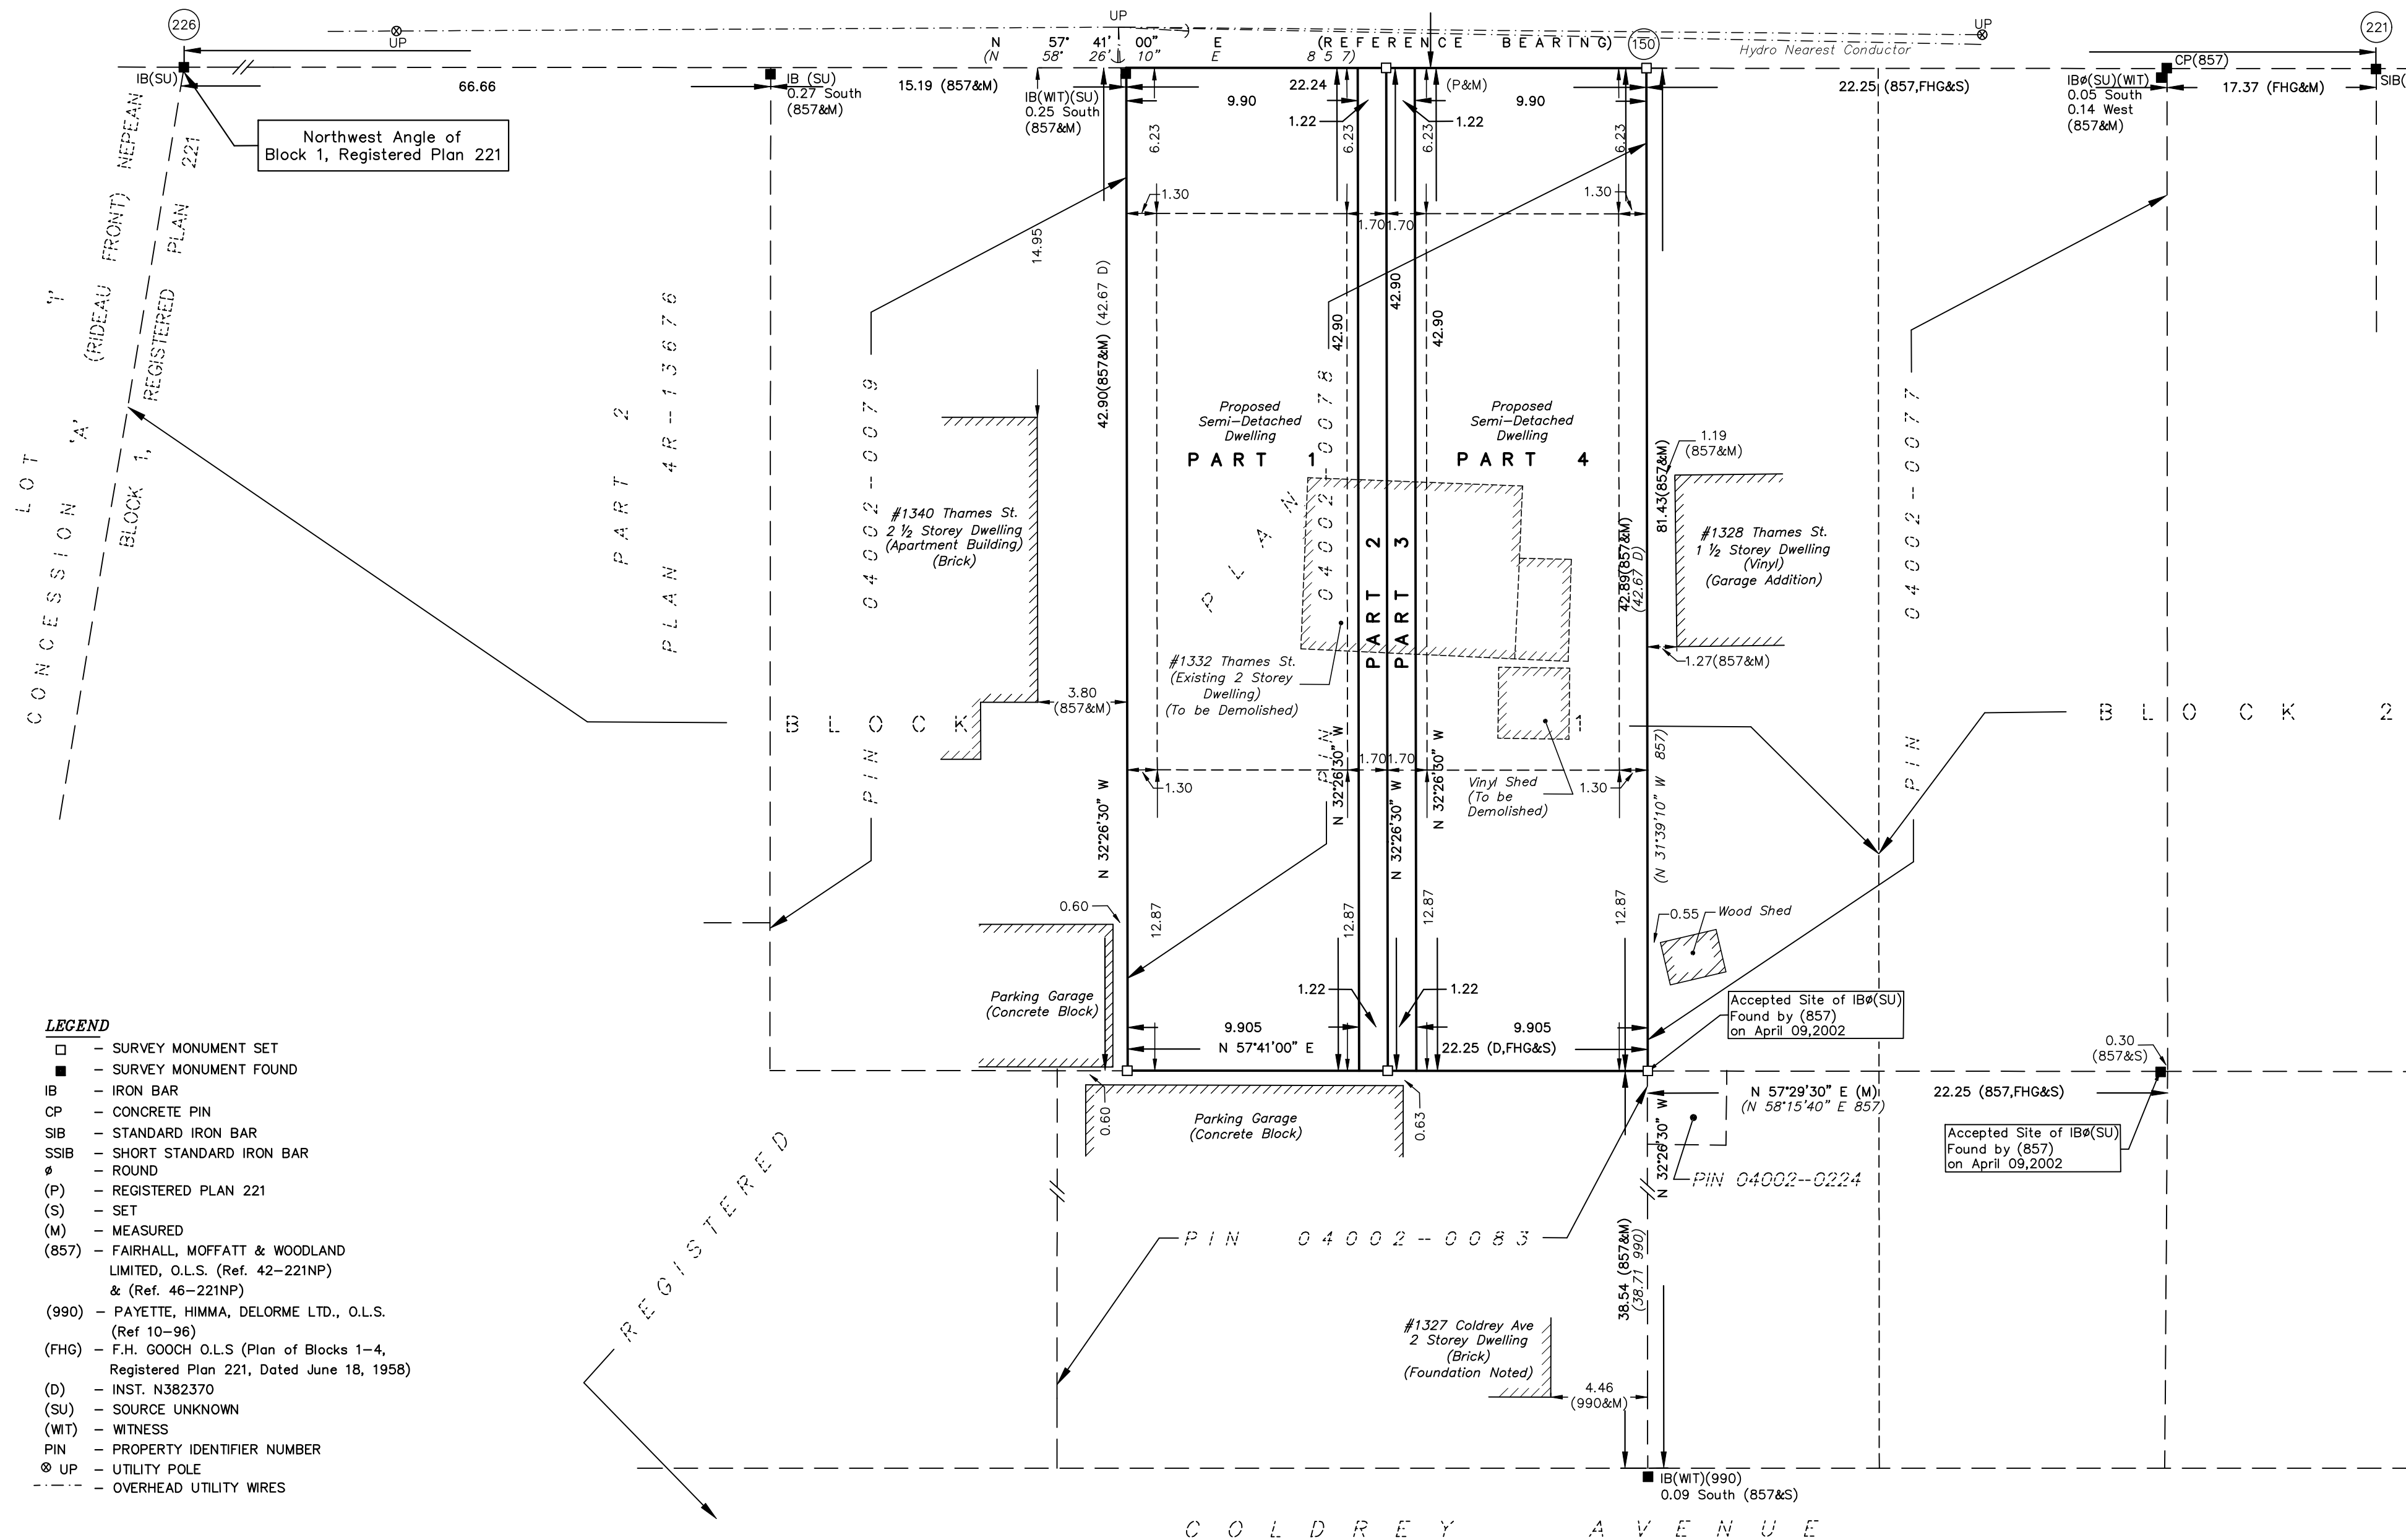 226
UP
UP
UP
221
N 57° 41' 00" E (REFERENCE BEARING)
(N 58° 26' 10" E 857)
150
Hydro Nearest Conductor
CP(857)
IB(SU)
66.66
IB (SU)
0.27 South
(857&M)
15.19 (857&M)
IB(WIT)(SU)
0.25 South
(857&M)
22.24
(P&M)
9.90
9.90
1.22
1.22
22.25 (857,FHG&S)
IBø(SU)(WIT)
0.05 South
0.14 West
(857&M)
17.37 (FHG&M)
SIB(
Northwest Angle of
Block 1, Registered Plan 221
6.23
6.23
6.23
6.23
1.30
1.30
1.70
1.70
14.95
LOT 'I'
CONCESSION 'A' (RIDEAU FRONT) NEPEAN
BLOCK 1, REGISTERED PLAN 221
PART 2
PLAN 4R-13676
PIN 04002-0079
42.90(857&M) (42.67 D)
42.90
42.90
42.90
Proposed
Semi-Detached
Dwelling
PART 1
Proposed
Semi-Detached
Dwelling
PART 4
PIN 04002-0078
PLAN
PART 2
PART 3
81.43(857&M)
1.19
(857&M)
42.89(857&M)
(42.67 D)
#1340 Thames St.
2 ½ Storey Dwelling
(Apartment Building)
(Brick)
#1328 Thames St.
1 ½ Storey Dwelling
(Vinyl)
(Garage Addition)
PIN 04002-0077
#1332 Thames St.
(Existing 2 Storey
Dwelling)
(To be Demolished)
1.27(857&M)
3.80
(857&M)
BLOCK 1
BLOCK 2
1.70
1.70
1.30
1.30
Vinyl Shed
(To be
Demolished)
N 32°26'30" W
N 32°26'30" W
N 32°26'30" W
N 32°26'30" W
(N 31°39'10" W 857)
0.60
12.87
12.87
12.87
12.87
0.55
Wood Shed
Parking Garage
(Concrete Block)
1.22
1.22
9.905
9.905
N 57°41'00" E
22.25 (D,FHG&S)
Accepted Site of IBø(SU)
Found by (857)
on April 09,2002
0.30
(857&S)
N 57°29'30" E (M)
(N 58°15'40" E 857)
22.25 (857,FHG&S)
0.60
Parking Garage
(Concrete Block)
0.63
N 32°26'30" W
Accepted Site of IBø(SU)
Found by (857)
on April 09,2002
PIN 04002-0224
REGISTERED
PIN 04002-0083
38.54 (857&M)
(38.71 990)
#1327 Coldrey Ave
2 Storey Dwelling
(Brick)
(Foundation Noted)
4.46
(990&M)
IB(WIT)(990)
0.09 South (857&S)
COLDREY AVENUE
LEGEND
□ – SURVEY MONUMENT SET
■ – SURVEY MONUMENT FOUND
IB – IRON BAR
CP – CONCRETE PIN
SIB – STANDARD IRON BAR
SSIB – SHORT STANDARD IRON BAR
ø – ROUND
(P) – REGISTERED PLAN 221
(S) – SET
(M) – MEASURED
(857) – FAIRHALL, MOFFATT & WOODLAND
LIMITED, O.L.S. (Ref. 42-221NP)
& (Ref. 46-221NP)
(990) – PAYETTE, HIMMA, DELORME LTD., O.L.S.
(Ref 10-96)
(FHG) – F.H. GOOCH O.L.S (Plan of Blocks 1-4,
Registered Plan 221, Dated June 18, 1958)
(D) – INST. N382370
(SU) – SOURCE UNKNOWN
(WIT) – WITNESS
PIN – PROPERTY IDENTIFIER NUMBER
⊗ UP – UTILITY POLE
–·–·– – OVERHEAD UTILITY WIRES